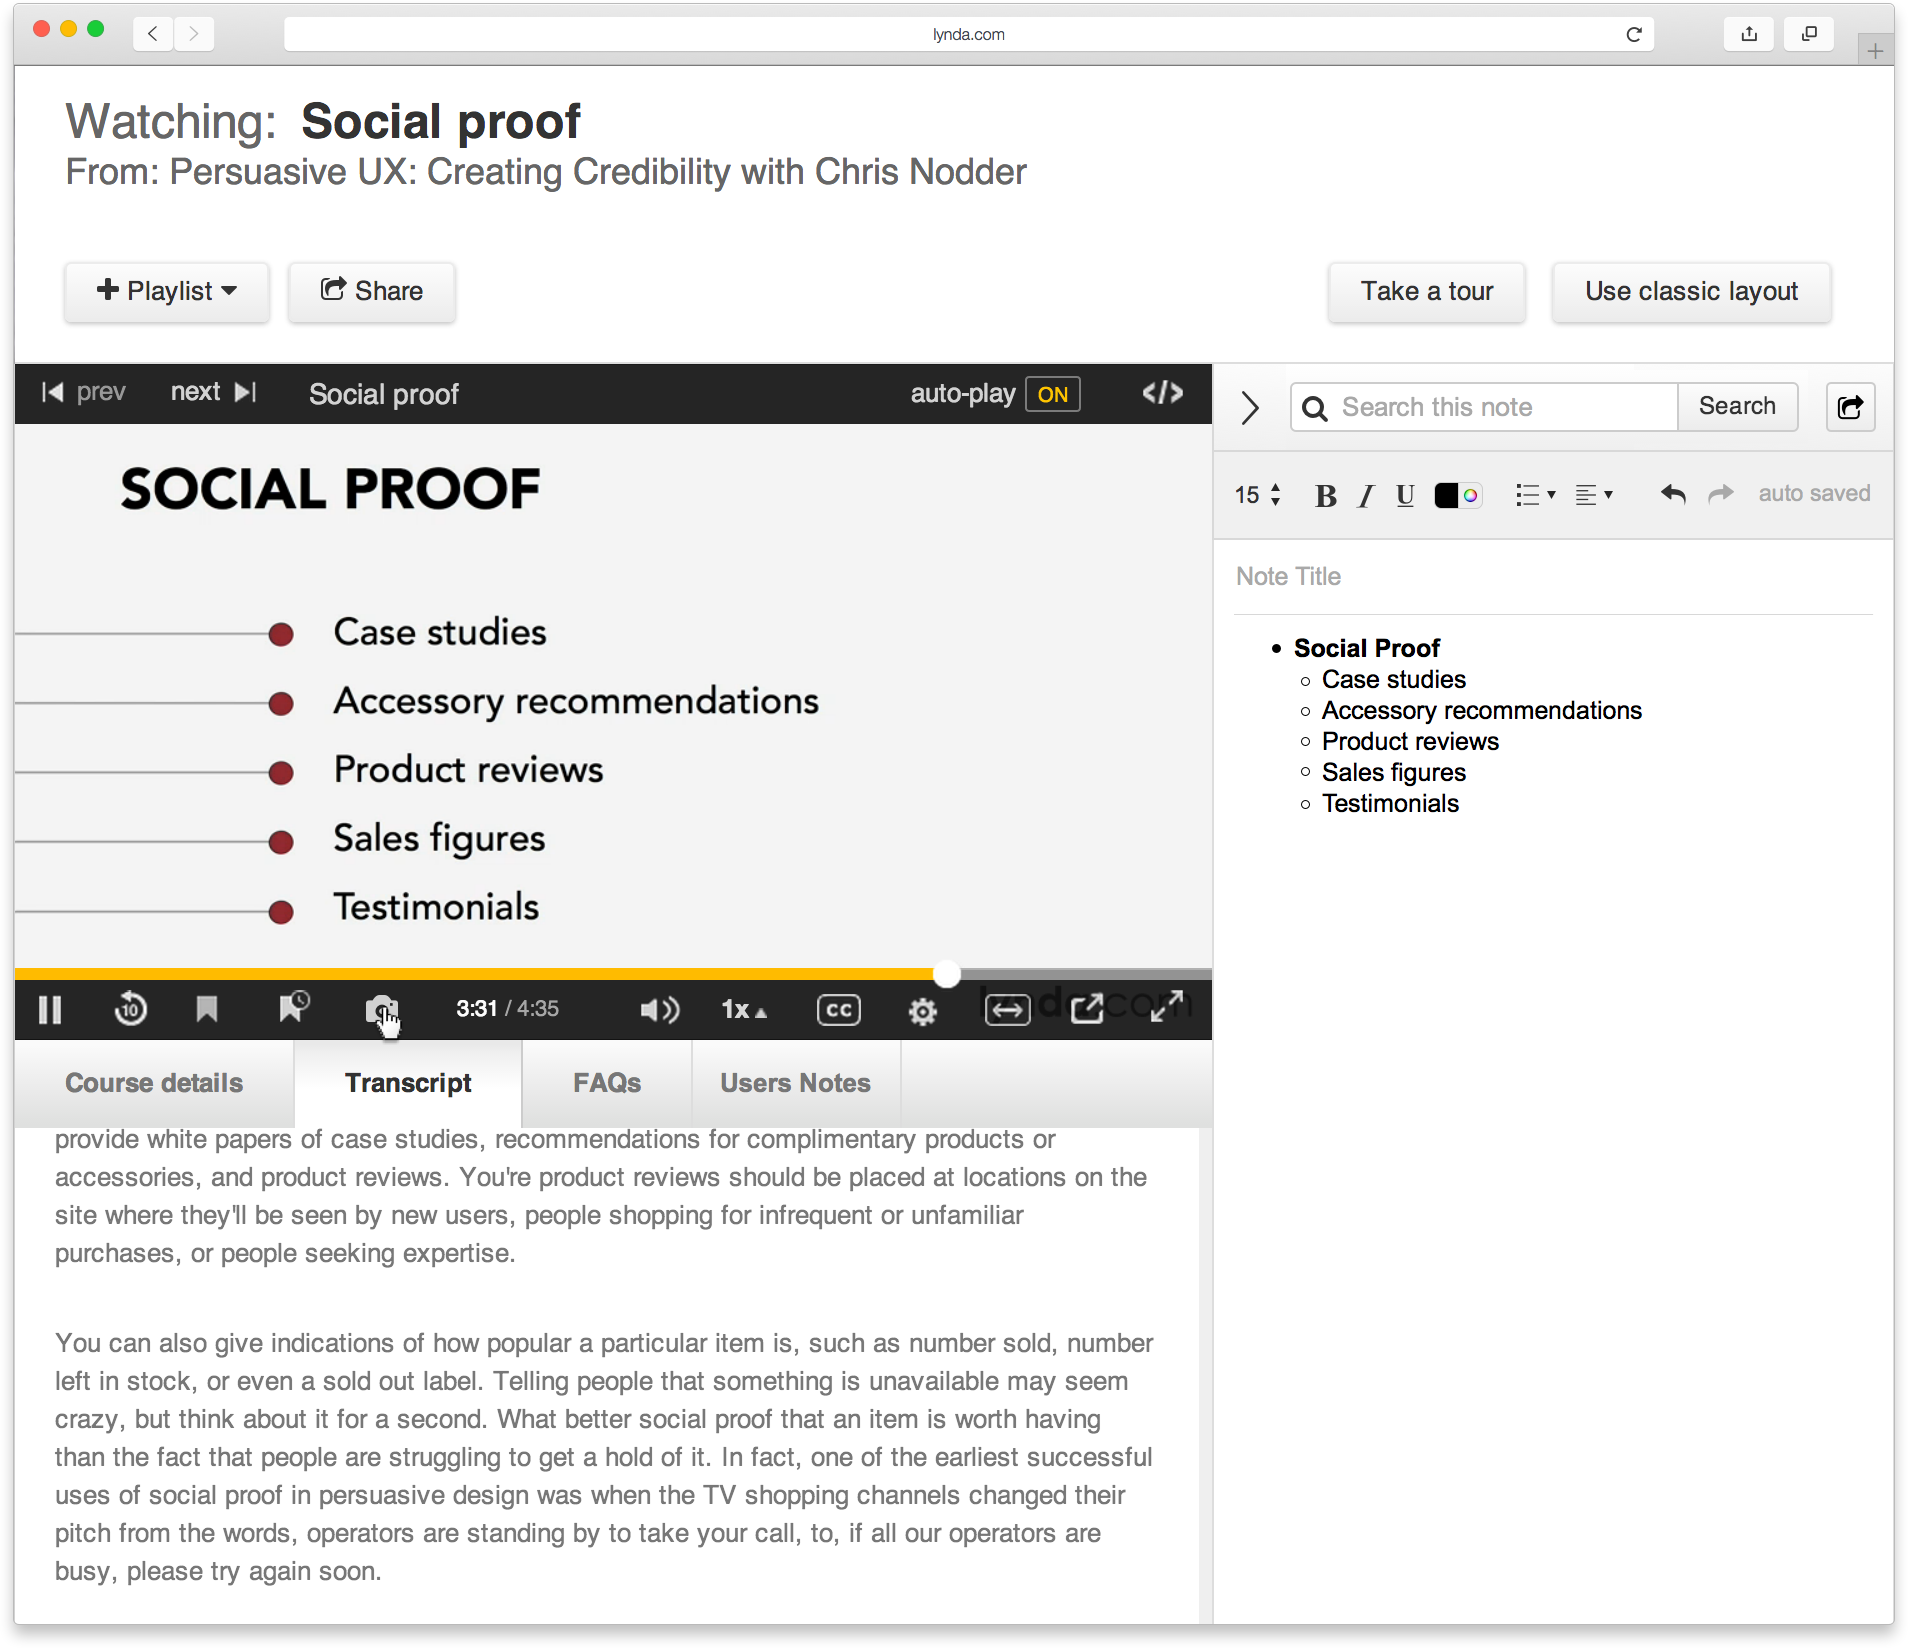 lynda.com
Watching: Social proof
From: Persuasive UX: Creating Credibility with Chris Nodder
Playlist
Share
Take a tour
Use classic layout
prev
next
Social proof
auto-play ON
</>
SOCIAL PROOF
Case studies
Accessory recommendations
Product reviews
Sales figures
Testimonials
10
3:31 / 4:35
1x
CC
lynda.com
Course details
Transcript
FAQs
Users Notes
provide white papers of case studies, recommendations for complimentary products or
accessories, and product reviews. You're product reviews should be placed at locations on the
site where they'll be seen by new users, people shopping for infrequent or unfamiliar
purchases, or people seeking expertise.
You can also give indications of how popular a particular item is, such as number sold, number
left in stock, or even a sold out label. Telling people that something is unavailable may seem
crazy, but think about it for a second. What better social proof that an item is worth having
than the fact that people are struggling to get a hold of it. In fact, one of the earliest successful
uses of social proof in persuasive design was when the TV shopping channels changed their
pitch from the words, operators are standing by to take your call, to, if all our operators are
busy, please try again soon.
Search this note
Search
15
B I U
auto saved
Note Title
Social Proof
Case studies
Accessory recommendations
Product reviews
Sales figures
Testimonials